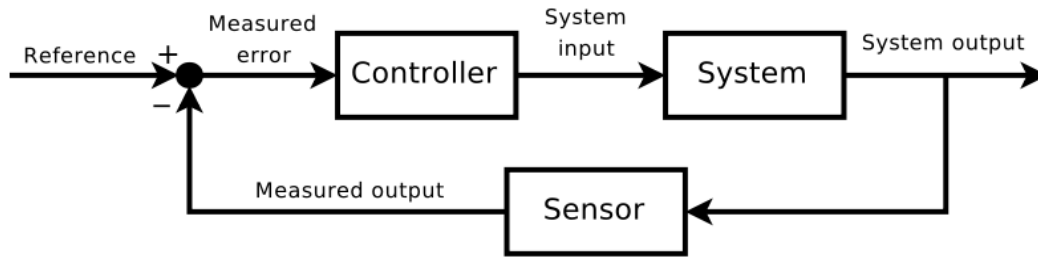 Reference
+
−
Measured
error
Controller
System
input
System
System output
Measured output
Sensor